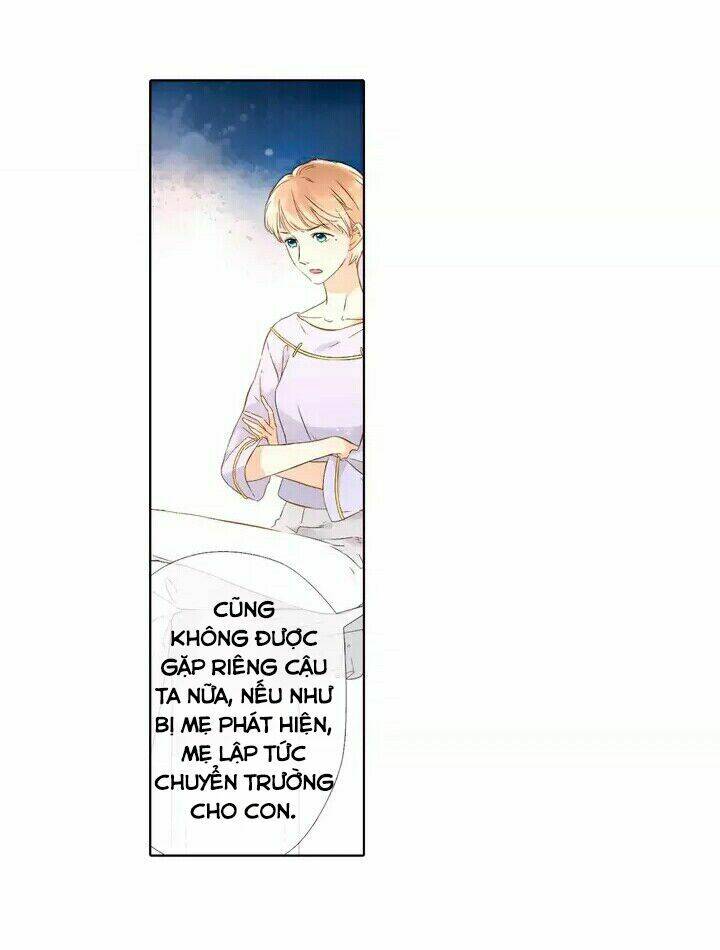 CŨNG
KHÔNG ĐƯỢC
GẶP RIÊNG CẬU
TA NỮA, NẾU NHƯ
BỊ MẸ PHÁT HIỆN,
MẸ LẬP TỨC
CHUYỂN TRƯỜNG
CHO CON.